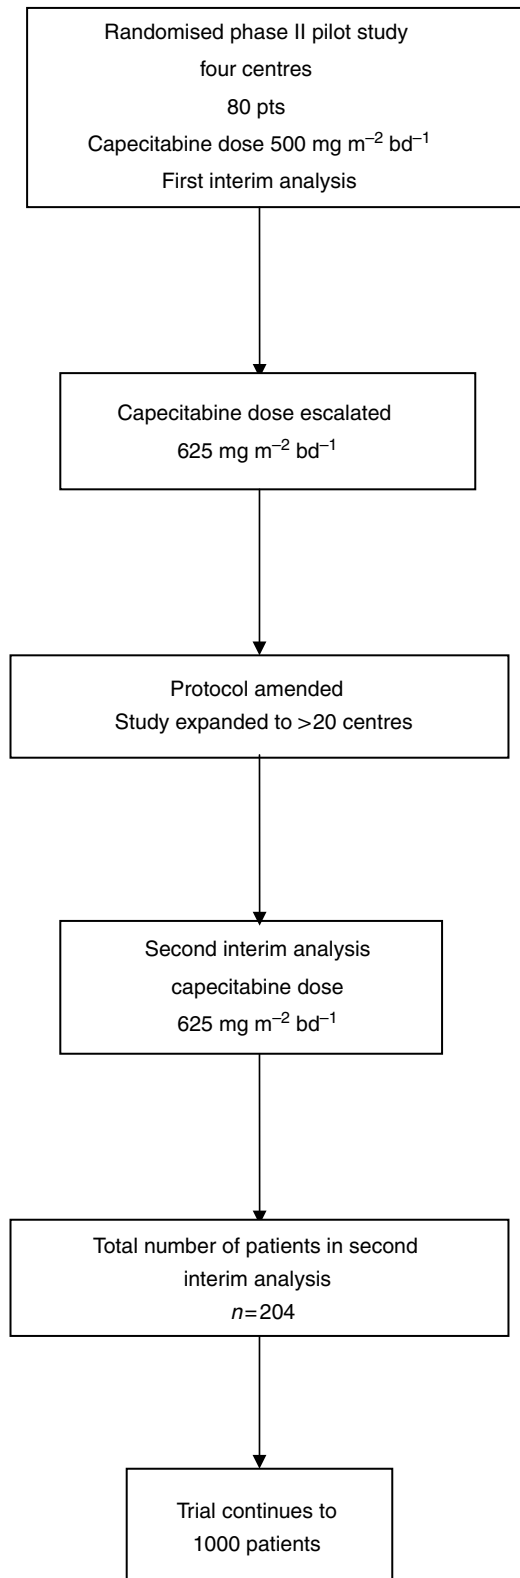 Randomised phase II pilot study
four centres
80 pts
Capecitabine dose 500 mg m⁻² bd⁻¹
First interim analysis
Capecitabine dose escalated
625 mg m⁻² bd⁻¹
Protocol amended
Study expanded to >20 centres
Second interim analysis
capecitabine dose
625 mg m⁻² bd⁻¹
Total number of patients in second
interim analysis
n=204
Trial continues to
1000 patients